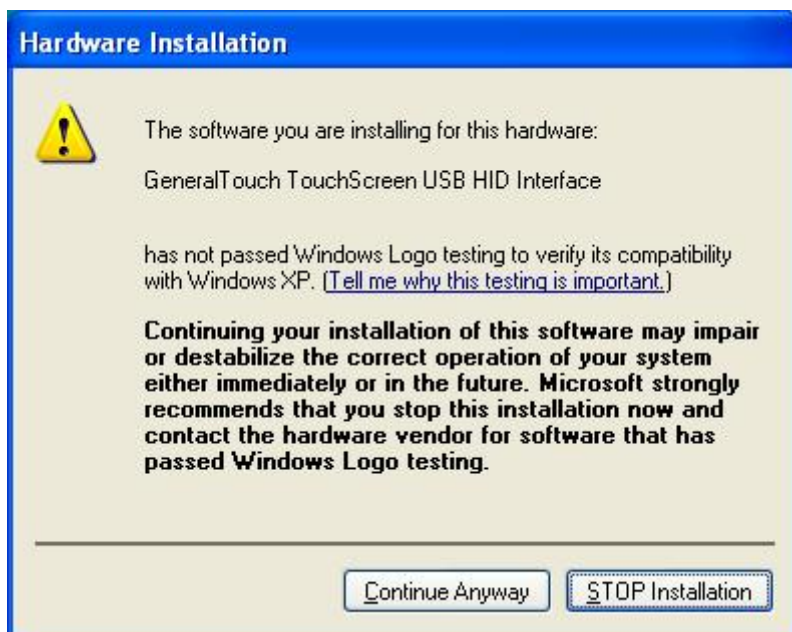 Hardware Installation
The software you are installing for this hardware:
GeneralTouch TouchScreen USB HID Interface
has not passed Windows Logo testing to verify its compatibility
with Windows XP. (Tell me why this testing is important.)
Continuing your installation of this software may impair
or destabilize the correct operation of your system
either immediately or in the future. Microsoft strongly
recommends that you stop this installation now and
contact the hardware vendor for software that has
passed Windows Logo testing.
Continue Anyway
STOP Installation